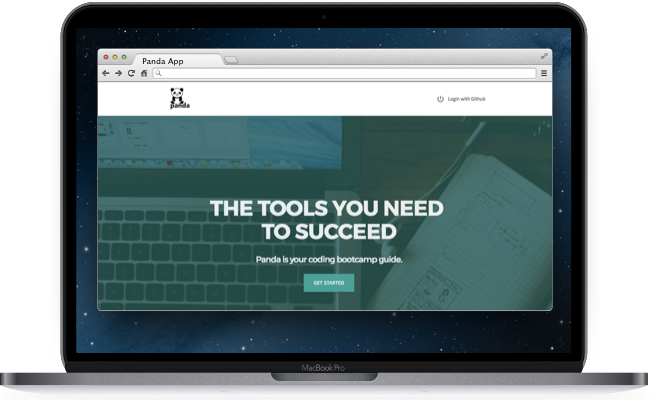 Panda App
panda
Login with Github
THE TOOLS YOU NEED
TO SUCCEED
Panda is your coding bootcamp guide.
GET STARTED
MacBook Pro